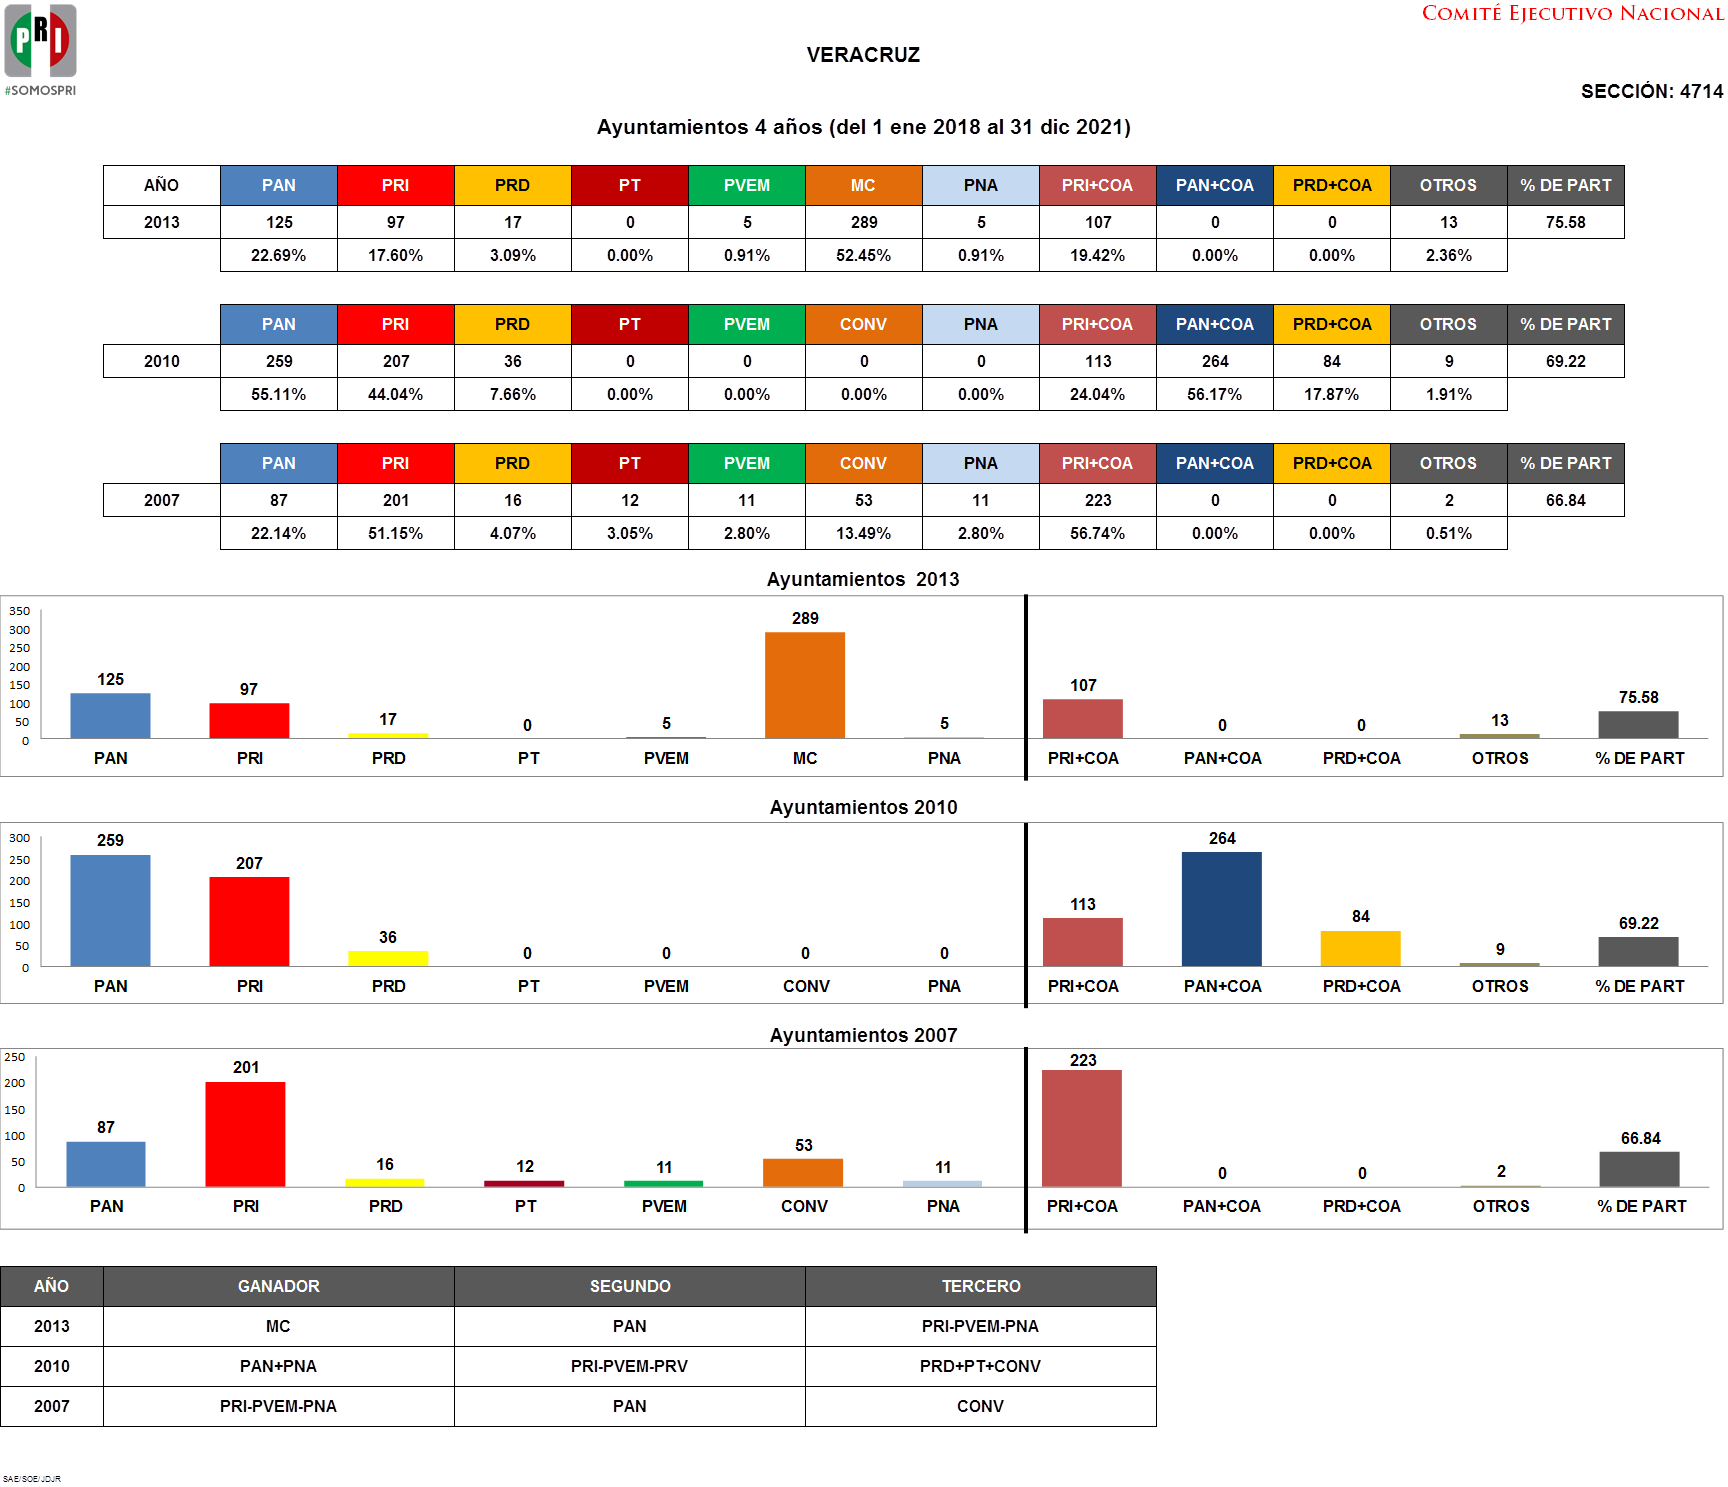 PRI
#SOMOSPRI
COMITÉ EJECUTIVO NACIONAL
VERACRUZ
SECCIÓN: 4714
Ayuntamientos 4 años (del 1 ene 2018 al 31 dic 2021)
AÑO PAN PRI PRD PT PVEM MC PNA PRI+COA PAN+COA PRD+COA OTROS % DE PART
2013 125 97 17 0 5 289 5 107 0 0 13 75.58
22.69% 17.60% 3.09% 0.00% 0.91% 52.45% 0.91% 19.42% 0.00% 0.00% 2.36%
PAN PRI PRD PT PVEM CONV PNA PRI+COA PAN+COA PRD+COA OTROS % DE PART
2010 259 207 36 0 0 0 0 113 264 84 9 69.22
55.11% 44.04% 7.66% 0.00% 0.00% 0.00% 0.00% 24.04% 56.17% 17.87% 1.91%
PAN PRI PRD PT PVEM CONV PNA PRI+COA PAN+COA PRD+COA OTROS % DE PART
2007 87 201 16 12 11 53 11 223 0 0 2 66.84
22.14% 51.15% 4.07% 3.05% 2.80% 13.49% 2.80% 56.74% 0.00% 0.00% 0.51%
Ayuntamientos 2013
350
300
250
200
150
100
50
0
125 97 17 0 5 289 5 107 0 0 13 75.58
PAN PRI PRD PT PVEM MC PNA PRI+COA PAN+COA PRD+COA OTROS % DE PART
Ayuntamientos 2010
300
250
200
150
100
50
0
259 207 36 0 0 0 0 113 264 84 9 69.22
PAN PRI PRD PT PVEM CONV PNA PRI+COA PAN+COA PRD+COA OTROS % DE PART
Ayuntamientos 2007
250
200
150
100
50
0
87 201 16 12 11 53 11 223 0 0 2 66.84
PAN PRI PRD PT PVEM CONV PNA PRI+COA PAN+COA PRD+COA OTROS % DE PART
AÑO GANADOR SEGUNDO TERCERO
2013 MC PAN PRI-PVEM-PNA
2010 PAN+PNA PRI-PVEM-PRV PRD+PT+CONV
2007 PRI-PVEM-PNA PAN CONV
SAE/SOE/JDJR